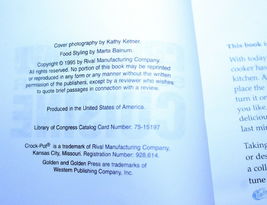 Cover photography by Kathy Ketner.
Food Styling by Marta Balnum.
Copyright © 1995 by Rival Manufacturing Company.
All rights reserved. No portion of this book may be reprinted
or reproduced in any form or any manner without the written
permission of the publishers, except by a reviewer who wishes
to quote brief passages in connection with a review.
Produced in the United States of America.
Library of Congress Catalog Card Number: 75-15197
Crock-Pot® is a trademark of Rival Manufacturing Company,
Kansas City, Missouri. Registration Number: 928,614.
Golden and Golden Press are trademarks of
Western Publishing Company, Inc.
This book i
With today
cooker has
kitchen. A
place the
turn it or
you like
deliciou
last m
Taking
or des
a coll
tune